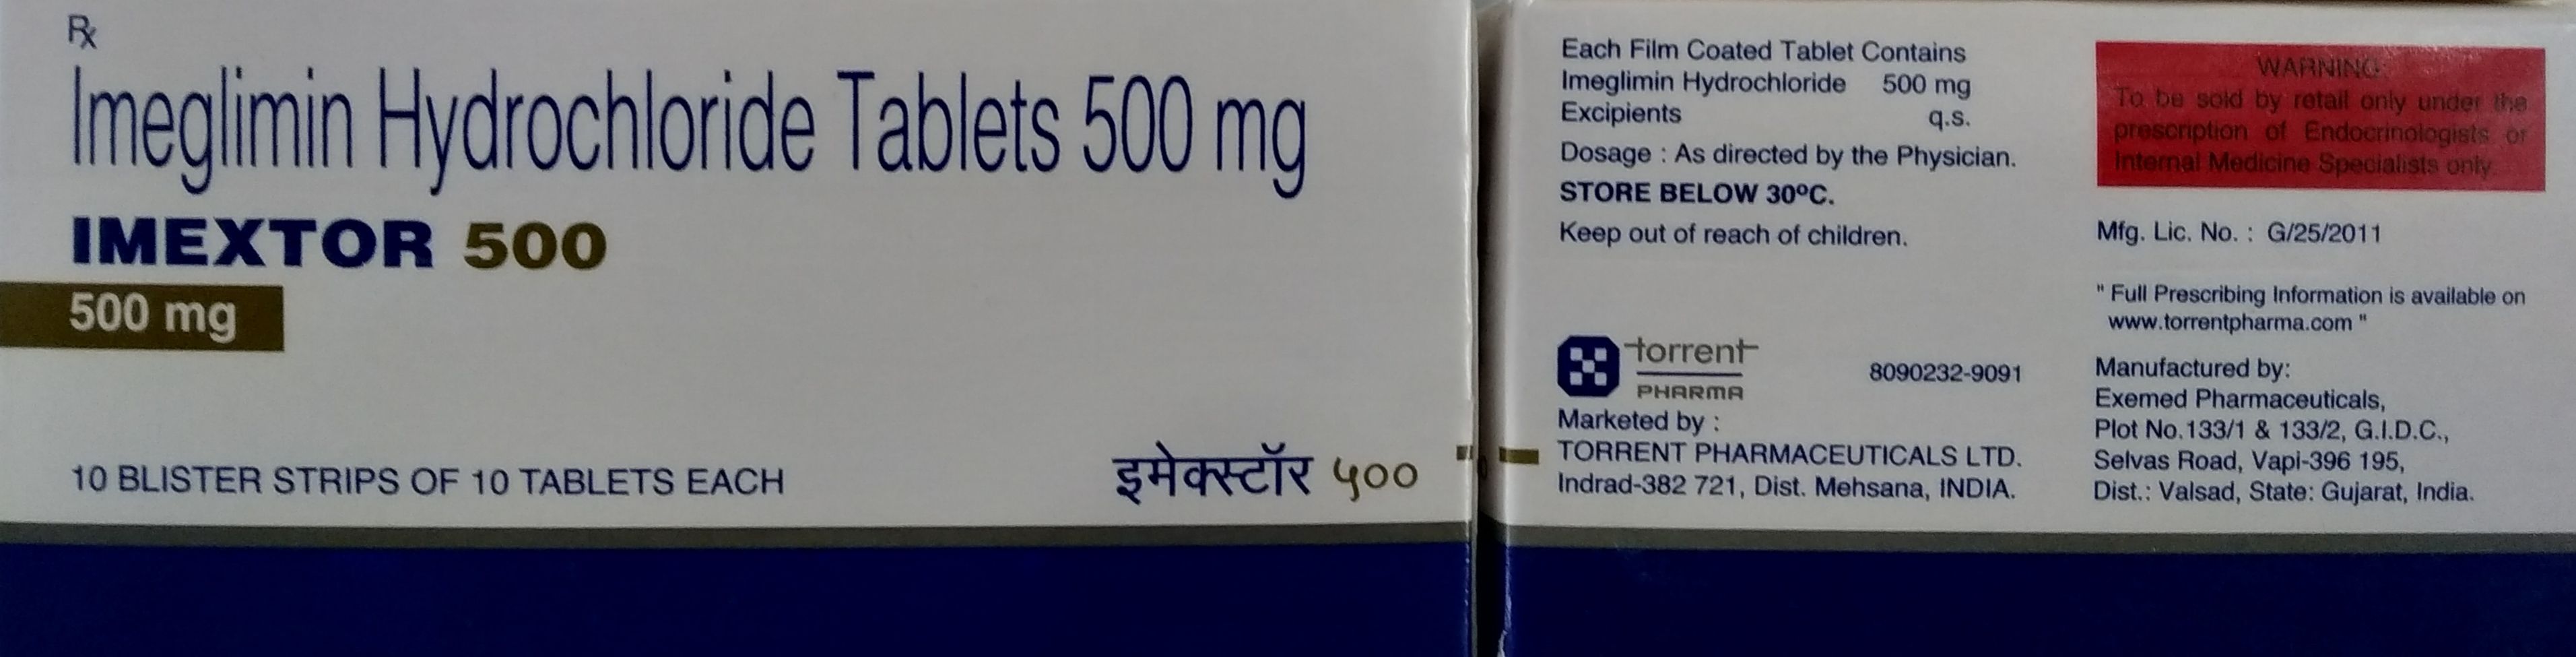 Rx
Imeglimin Hydrochloride Tablets 500 mg
IMEXTOR 500
500 mg
10 BLISTER STRIPS OF 10 TABLETS EACH
इमेक्स्टॉर ५००
Each Film Coated Tablet Contains
Imeglimin Hydrochloride 500 mg
Excipients q.s.
Dosage : As directed by the Physician.
STORE BELOW 30ºC.
Keep out of reach of children.
torrent
PHARMA
8090232-9091
Marketed by :
TORRENT PHARMACEUTICALS LTD.
Indrad-382 721, Dist. Mehsana, INDIA.
WARNING:
To be sold by retail only under the
prescription of Endocrinologists or
Internal Medicine Specialists only.
Mfg. Lic. No. : G/25/2011
" Full Prescribing Information is available on
www.torrentpharma.com "
Manufactured by:
Exemed Pharmaceuticals,
Plot No.133/1 & 133/2, G.I.D.C.,
Selvas Road, Vapi-396 195,
Dist.: Valsad, State: Gujarat, India.